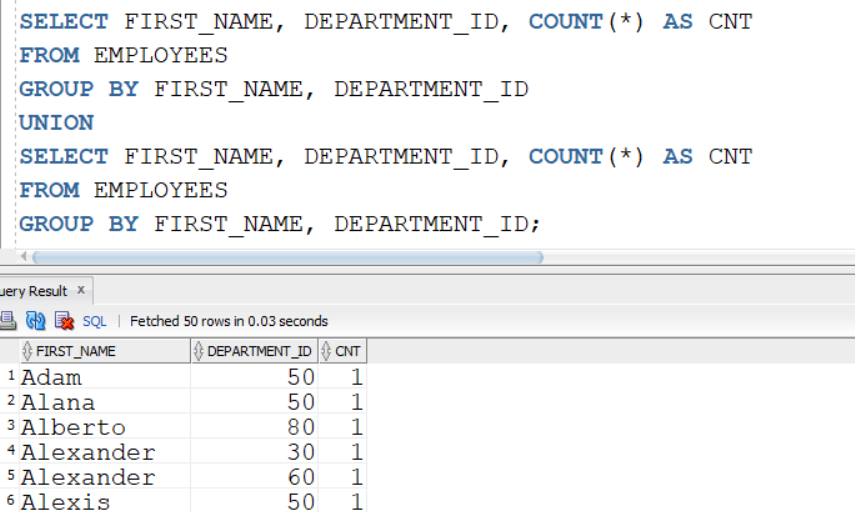 SELECT FIRST_NAME, DEPARTMENT_ID, COUNT(*) AS CNT
FROM EMPLOYEES
GROUP BY FIRST_NAME, DEPARTMENT_ID
UNION
SELECT FIRST_NAME, DEPARTMENT_ID, COUNT(*) AS CNT
FROM EMPLOYEES
GROUP BY FIRST_NAME, DEPARTMENT_ID;
uery Result x
SQL | Fetched 50 rows in 0.03 seconds
FIRST_NAME DEPARTMENT_ID CNT
1 Adam 50 1
2 Alana 50 1
3 Alberto 80 1
4 Alexander 30 1
5 Alexander 60 1
6 Alexis 50 1